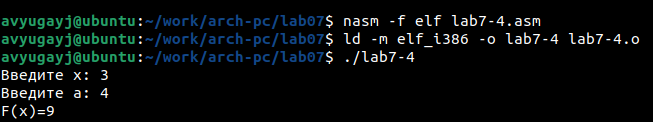 avyugayj@ubuntu:~/work/arch-pc/lab07$ nasm -f elf lab7-4.asm
avyugayj@ubuntu:~/work/arch-pc/lab07$ ld -m elf_i386 -o lab7-4 lab7-4.o
avyugayj@ubuntu:~/work/arch-pc/lab07$ ./lab7-4
Введите x: 3
Введите a: 4
F(x)=9